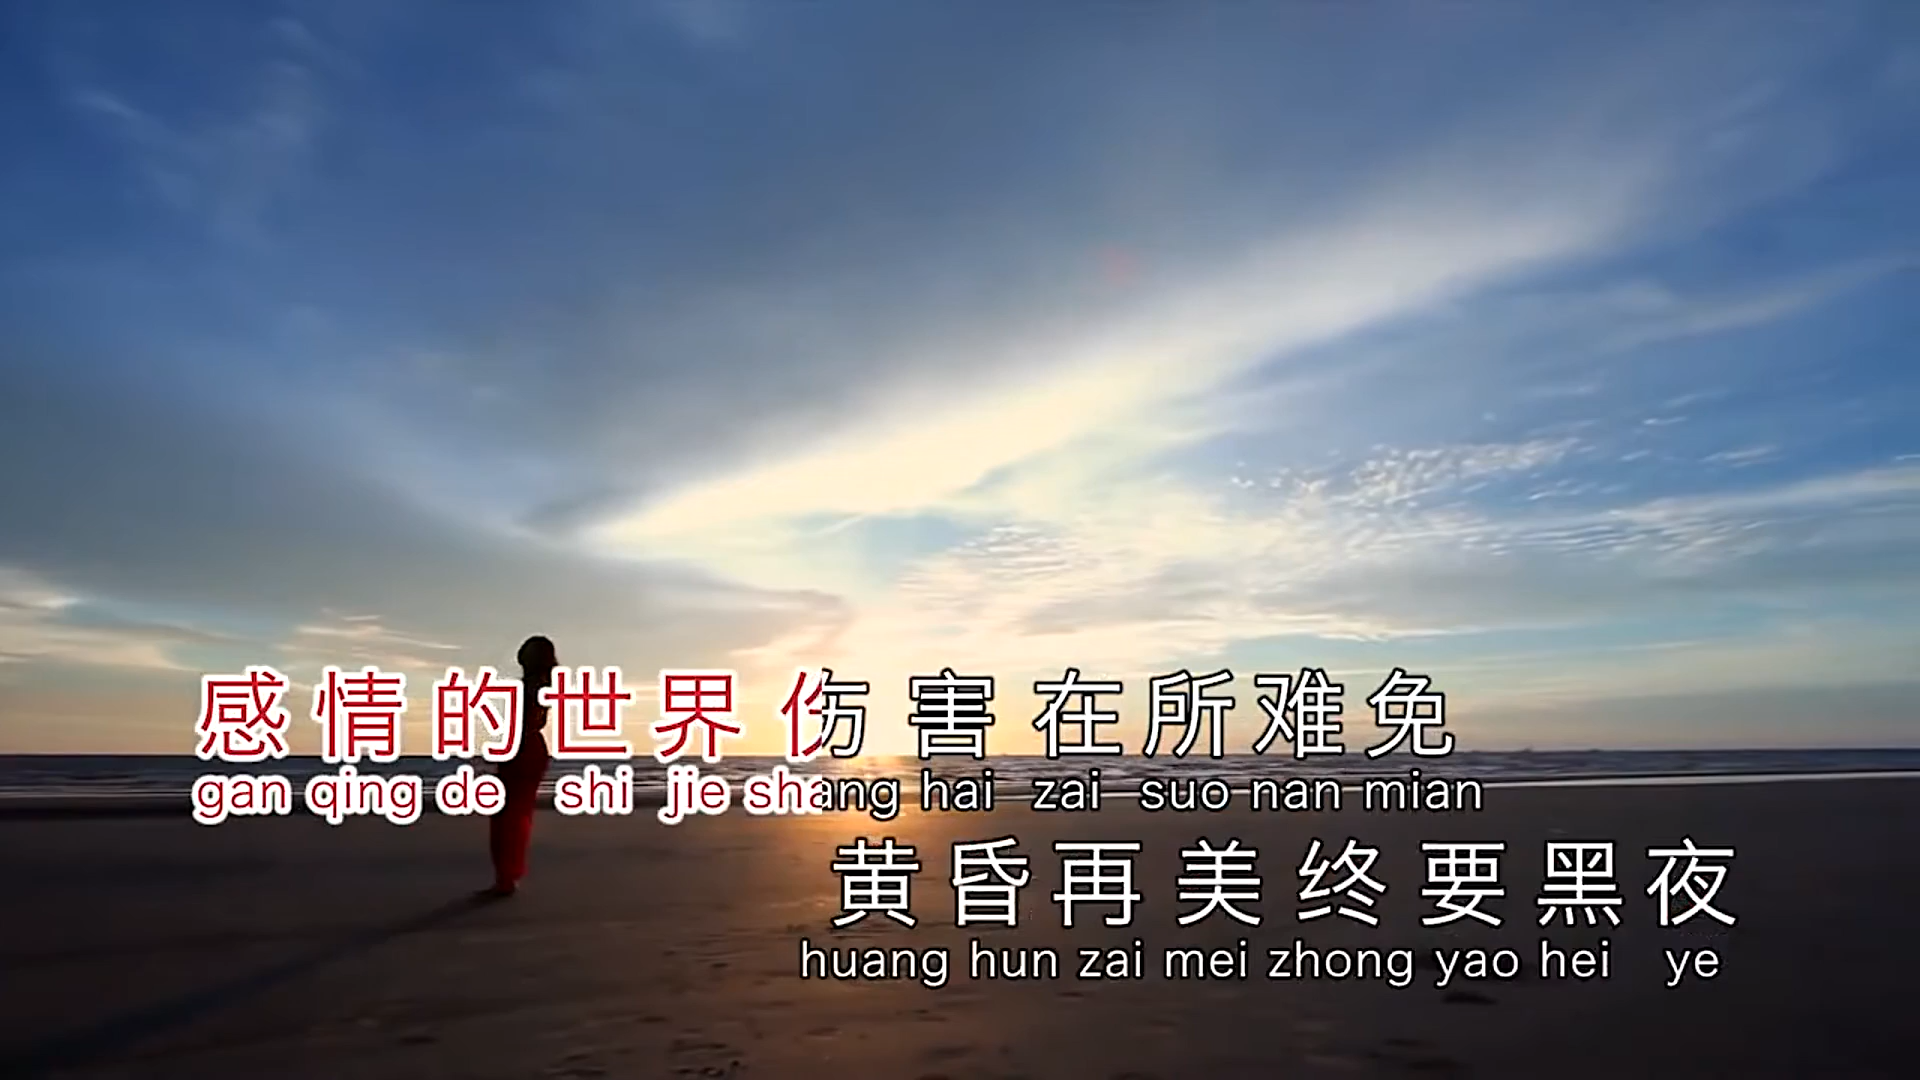 感情的世界 伤害在所难免
gan qing de shi jie shang hai zai suo nan mian
黄昏再美终要黑夜
huang hun zai mei zhong yao hei ye